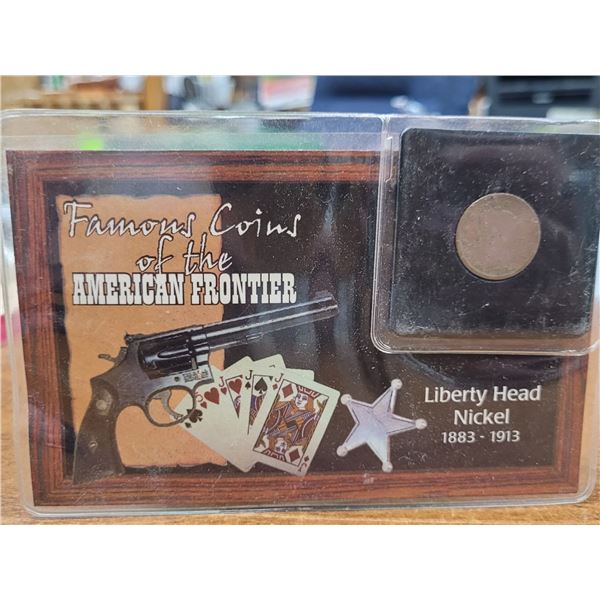 Famous Coins
of the
AMERICAN FRONTIER
J J J J
Liberty Head
Nickel
1883 - 1913